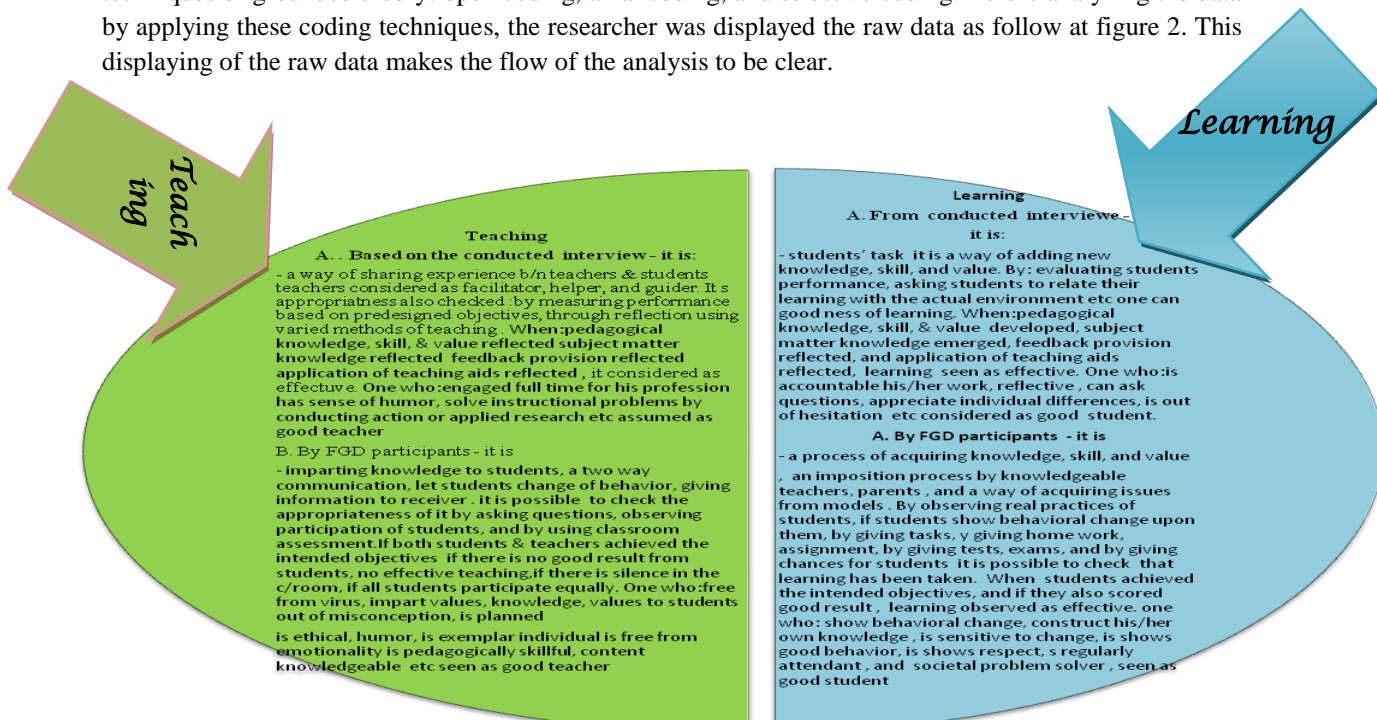 by applying these coding techniques, the researcher was displayed the raw data as follow at figure 2. This
displaying of the raw data makes the flow of the analysis to be clear.
Teach
ing
Learning
Teaching
A. . Based on the conducted interview - it is:
- a way of sharing experience b/n teachers & students
teachers considered as facilitator, helper, and guider. It s
appropriatness also checked :by measuring performance
based on predesigned objectives, through reflection using
varied methods of teaching . When:pedagogical
knowledge, skill, & value reflected subject matter
knowledge reflected feedback provision reflected
application of teaching aids reflected , it considered as
effectuve. One who:engaged full time for his profession
has sense of humor, solve instructional problems by
conducting action or applied research etc assumed as
good teacher
B. By FGD participants - it is
- imparting knowledge to students, a two way
communication, let students change of behavior, giving
information to receiver . it is possible to check the
appropriateness of it by asking questions, observing
participation of students, and by using classroom
assessment.If both students & teachers achieved the
intended objectives if there is no good result from
students, no effective teaching,if there is silence in the
c/room, if all students participate equally. One who:free
from virus, impart values, knowledge, values to students
out of misconception, is planned
is ethical, humor, is exemplar individual is free from
emotionality is pedagogically skillful, content
knowledgeable etc seen as good teacher
Learning
A. From conducted interviewe -
it is:
- students' task it is a way of adding new
knowledge, skill, and value. By: evaluating students
performance, asking students to relate their
learning with the actual environment etc one can
good ness of learning. When:pedagogical
knowledge, skill, & value developed, subject
matter knowledge emerged, feedback provision
reflected, and application of teaching aids
reflected, learning seen as effective. One who:is
accountable his/her work, reflective , can ask
questions, appreciate individual differences, is out
of hesitation etc considered as good student.
A. By FGD participants - it is
- a process of acquiring knowledge, skill, and value
, an imposition process by knowledgeable
teachers, parents , and a way of acquiring issues
from models . By observing real practices of
students, if students show behavioral change upon
them, by giving tasks, y giving home work,
assignment, by giving tests, exams, and by giving
chances for students it is possible to check that
learning has been taken. When students achieved
the intended objectives, and if they also scored
good result , learning observed as effective. one
who: show behavioral change, construct his/her
own knowledge , is sensitive to change, is shows
good behavior, is shows respect, s regularly
attendant , and societal problem solver , seen as
good student